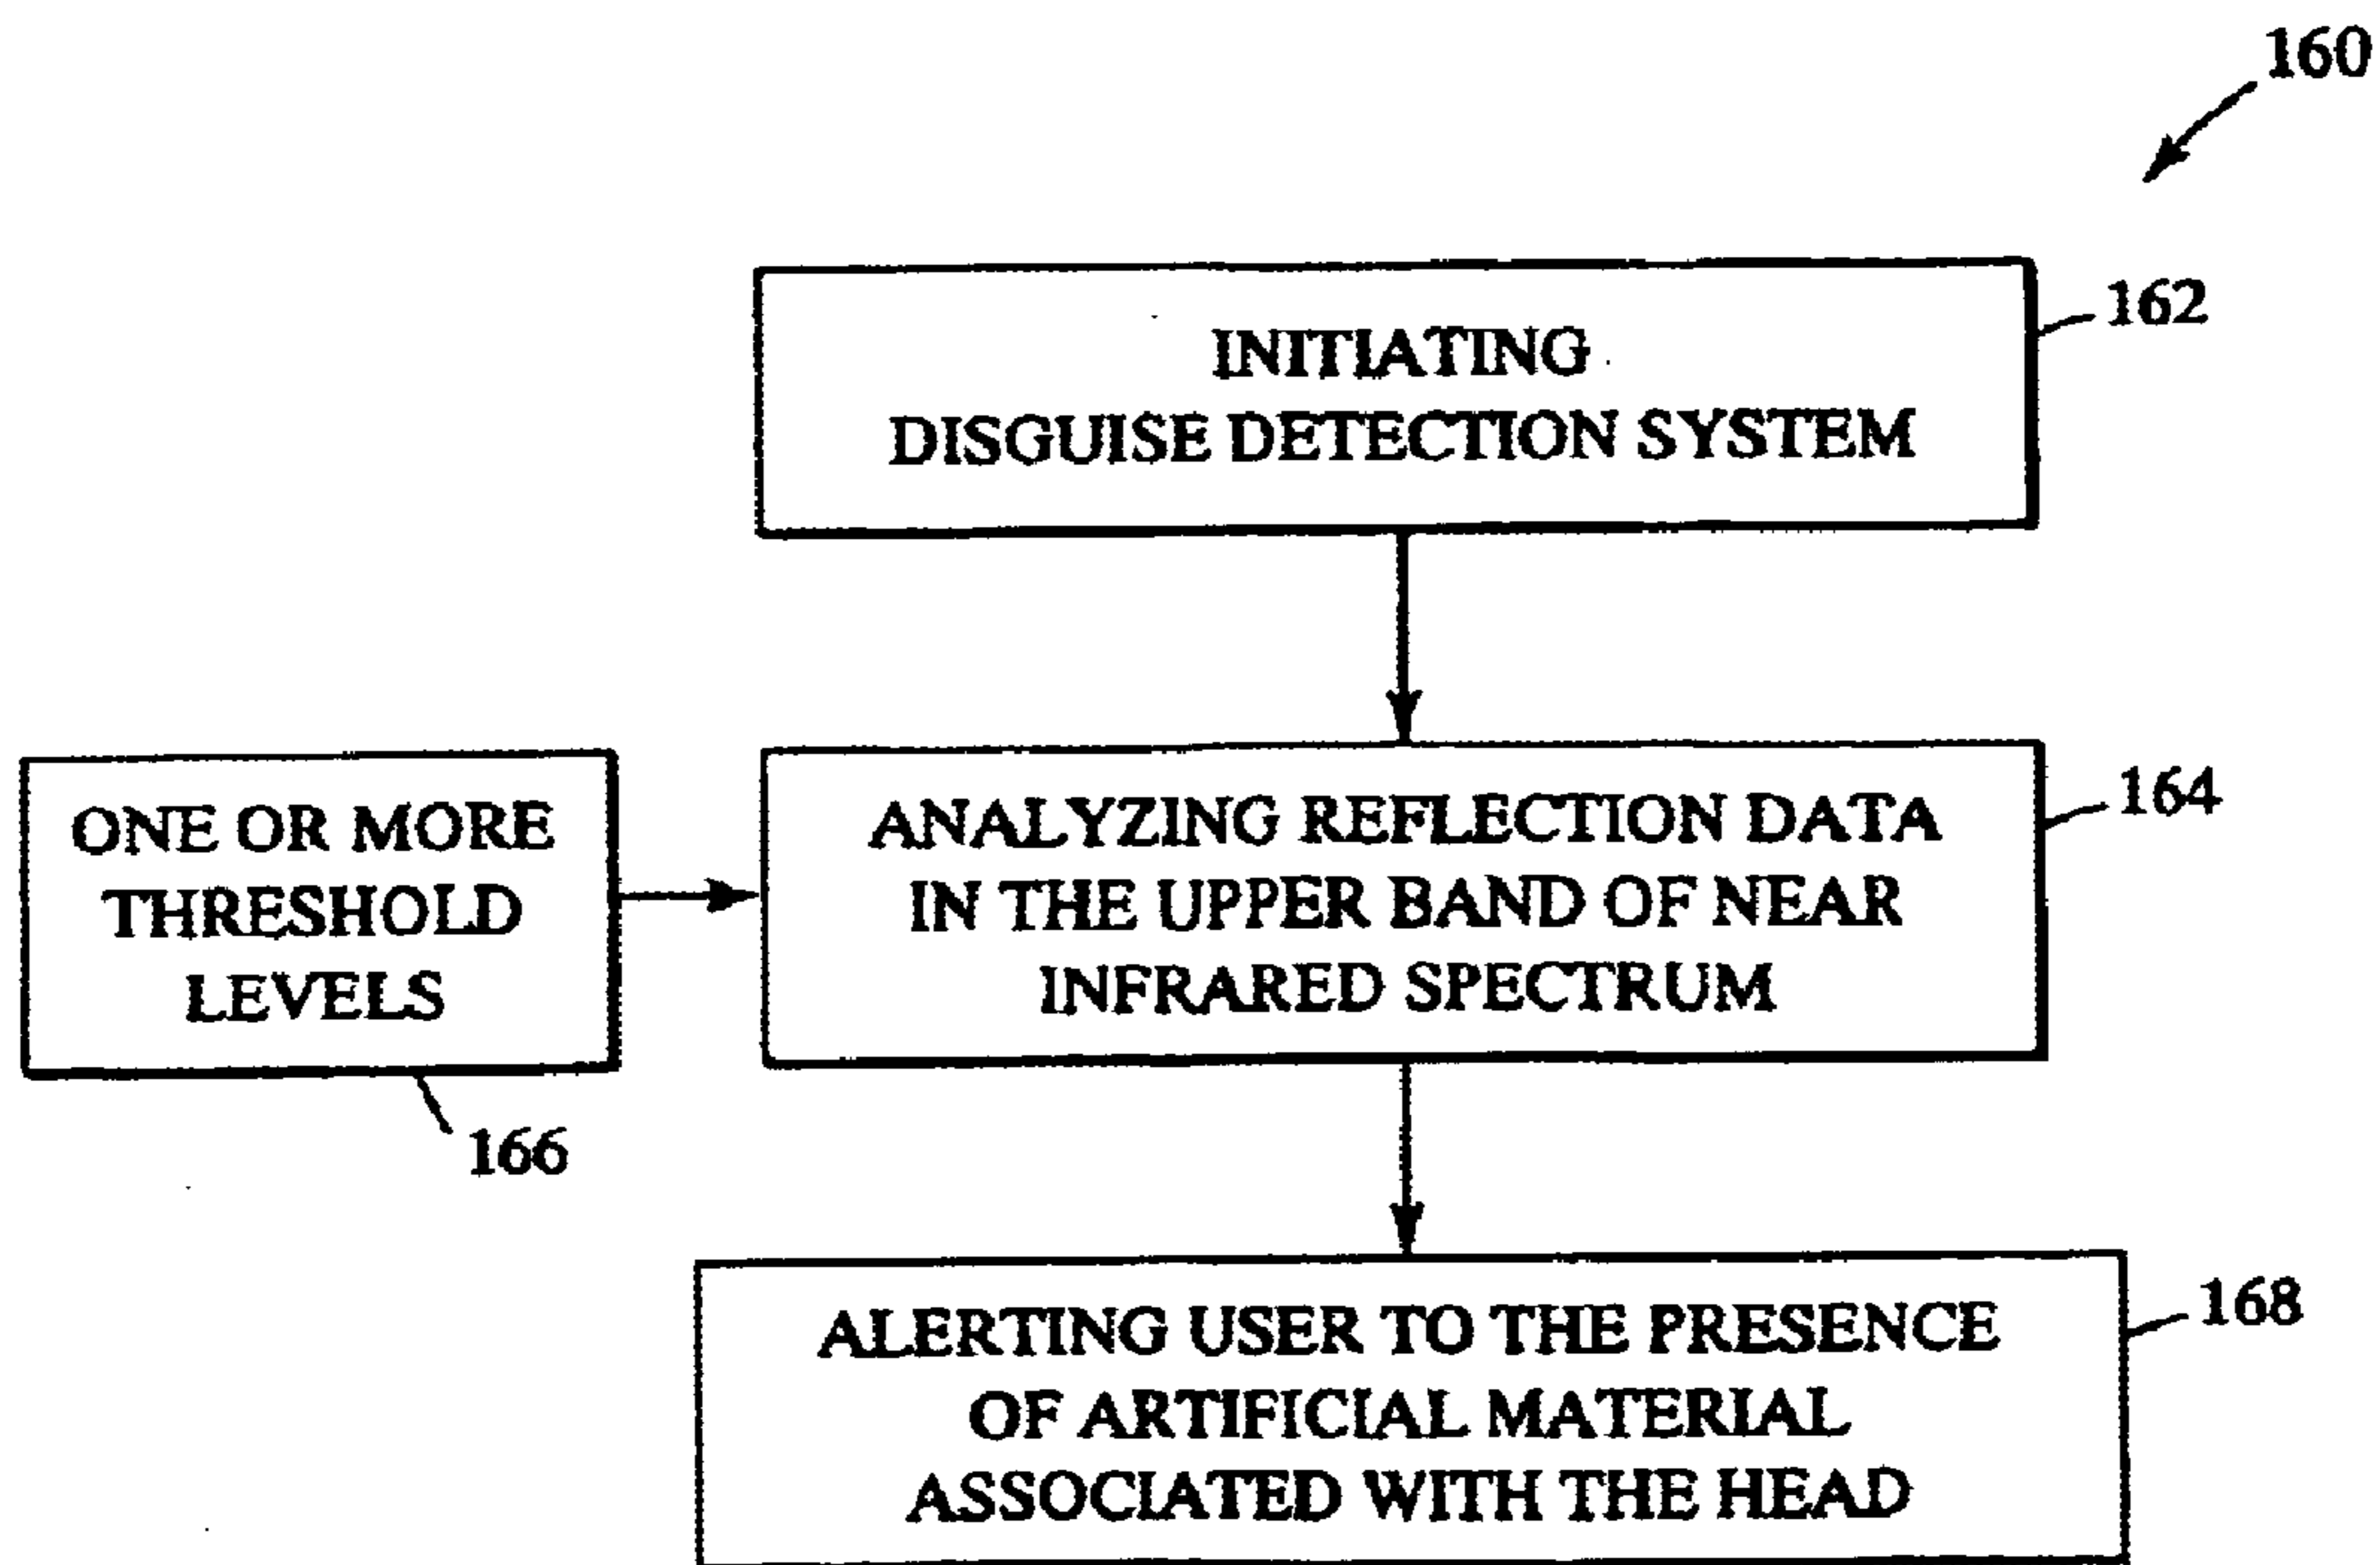 160
INITIATING
DISGUISE DETECTION SYSTEM
162
ONE OR MORE
THRESHOLD
LEVELS
166
ANALYZING REFLECTION DATA
IN THE UPPER BAND OF NEAR
INFRARED SPECTRUM
164
ALERTING USER TO THE PRESENCE
OF ARTIFICIAL MATERIAL
ASSOCIATED WITH THE HEAD
168